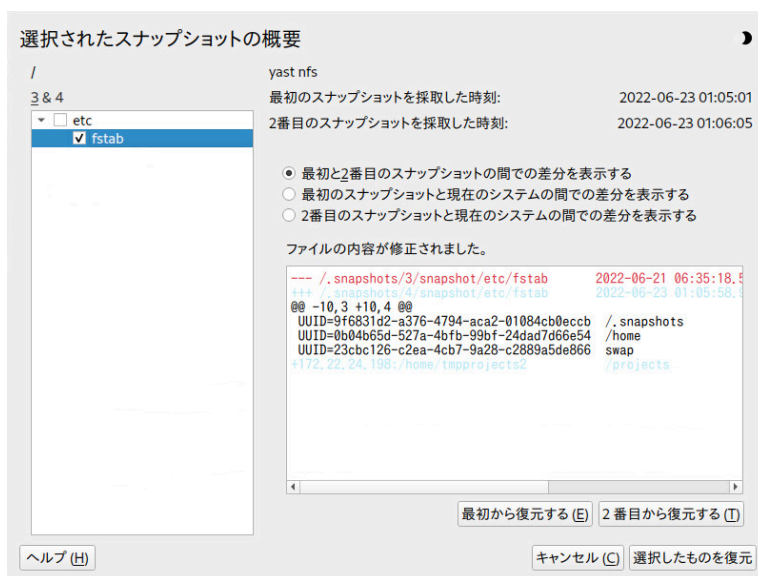 選択されたスナップショットの概要
/
3 & 4
etc
fstab
yast nfs
最初のスナップショットを採取した時刻: 2022-06-23 01:05:01
2番目のスナップショットを採取した時刻: 2022-06-23 01:06:05
最初と2番目のスナップショットの間での差分を表示する
最初のスナップショットと現在のシステムの間での差分を表示する
2番目のスナップショットと現在のシステムの間での差分を表示する
ファイルの内容が修正されました。
--- /.snapshots/3/snapshot/etc/fstab 2022-06-21 06:35:18.5
+++ /.snapshots/4/snapshot/etc/fstab 2022-06-23 01:05:58.5
@@ -10,3 +10,4 @@
UUID=9f6831d2-a376-4794-aca2-01084cb0eccb /.snapshots
UUID=0b04b65d-527a-4bfb-99bf-24dad7d66e54 /home
UUID=23cbc126-c2ea-4cb7-9a28-c2889a5de866 swap
+172.22.24.198:/home/tmpprojects2 /projects
最初から復元する (E) 2 番目から復元する (T)
ヘルプ (H) キャンセル (C) 選択したものを復元